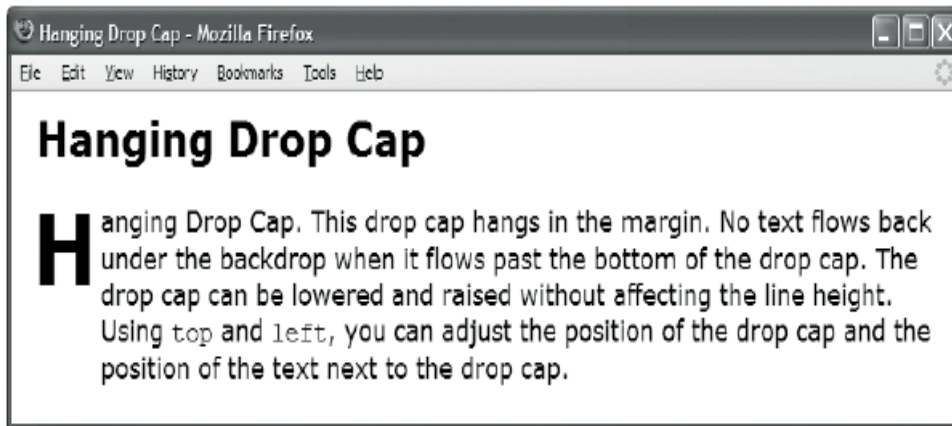 Hanging Drop Cap - Mozilla Firefox
File Edit View History Bookmarks Tools Help
Hanging Drop Cap
Hanging Drop Cap. This drop cap hangs in the margin. No text flows back
under the backdrop when it flows past the bottom of the drop cap. The
drop cap can be lowered and raised without affecting the line height.
Using top and left, you can adjust the position of the drop cap and the
position of the text next to the drop cap.